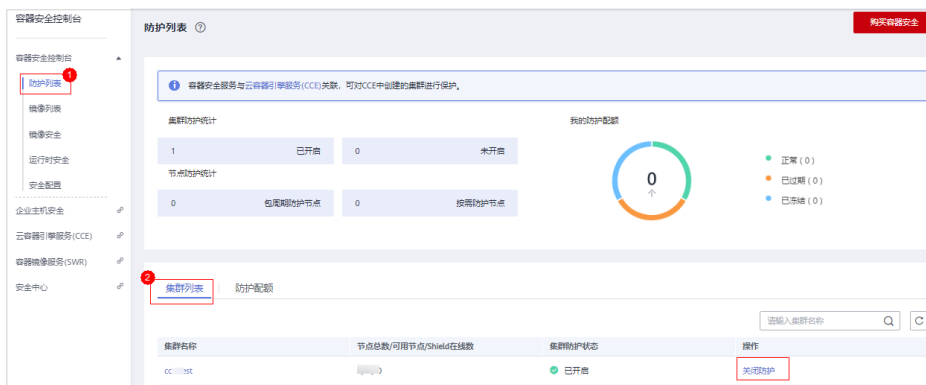 容器安全控制台
防护列表
购买容器安全
容器安全控制台
1
防护列表
镜像列表
镜像安全
运行时安全
安全配置
企业主机安全
云容器引擎服务(CCE)
容器镜像服务(SWR)
安全中心
容器安全服务与云容器引擎服务(CCE)关联，可对CCE中创建的集群进行保护。
集群防护统计
1 已开启 0 未开启
节点防护统计
0 包周期防护节点 0 按需防护节点
我的防护配额
0
个
正常 ( 0 )
已过期 ( 0 )
已冻结 ( 0 )
2
集群列表 防护配额
请输入集群名称
集群名称 节点总数/可用节点/Shield在线数 集群防护状态 操作
已开启 关闭防护